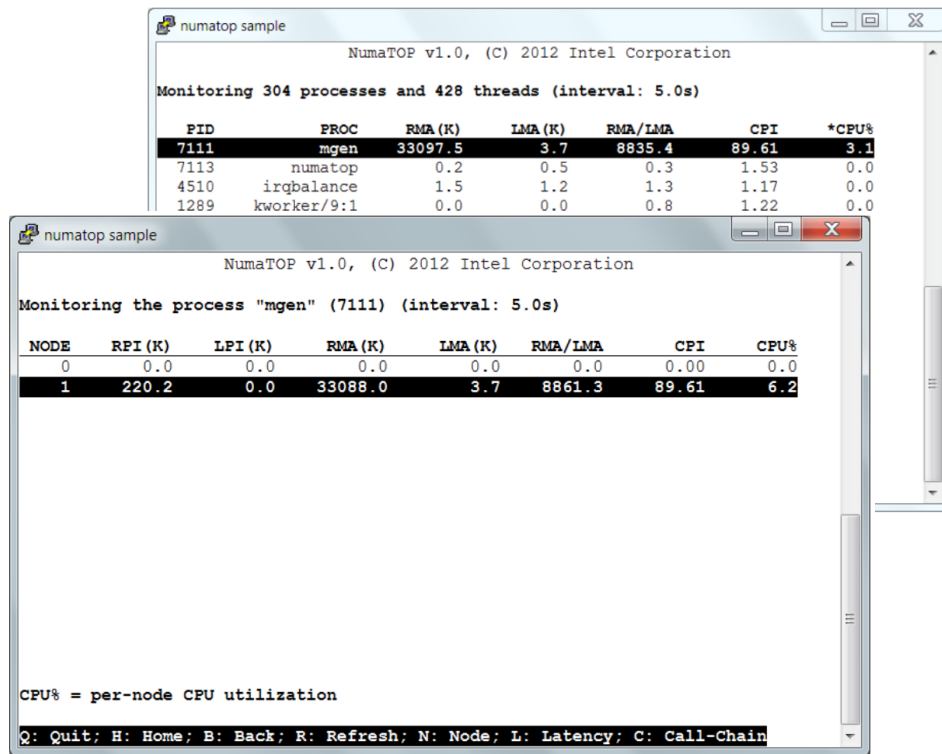 numatop sample
NumaTOP v1.0, (C) 2012 Intel Corporation
Monitoring 304 processes and 428 threads (interval: 5.0s)
PID PROC RMA(K) LMA(K) RMA/LMA CPI *CPU%
7111 mgen 33097.5 3.7 8835.4 89.61 3.1
7113 numatop 0.2 0.5 0.3 1.53 0.0
4510 irqbalance 1.5 1.2 1.3 1.17 0.0
1289 kworker/9:1 0.0 0.0 0.8 1.22 0.0
numatop sample
NumaTOP v1.0, (C) 2012 Intel Corporation
Monitoring the process "mgen" (7111) (interval: 5.0s)
NODE RPI(K) LPI(K) RMA(K) LMA(K) RMA/LMA CPI CPU%
0 0.0 0.0 0.0 0.0 0.0 0.00 0.0
1 220.2 0.0 33088.0 3.7 8861.3 89.61 6.2
CPU% = per-node CPU utilization
Q: Quit; H: Home; B: Back; R: Refresh; N: Node; L: Latency; C: Call-Chain